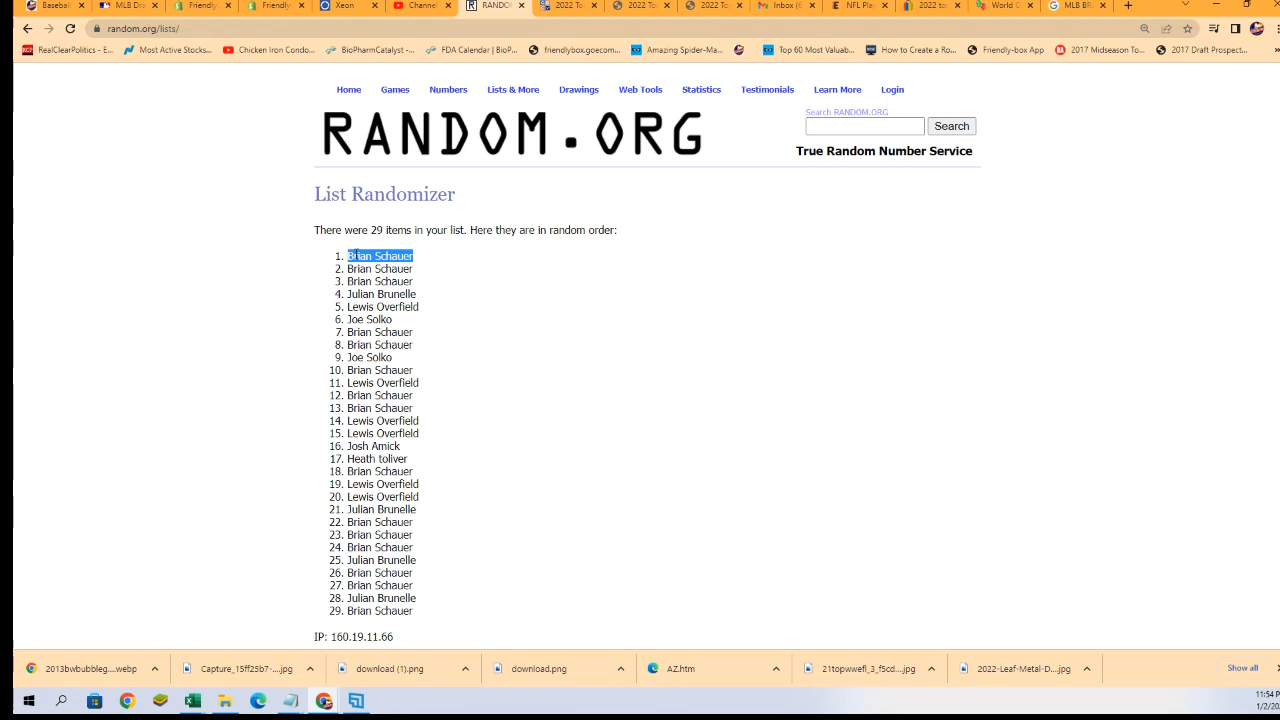 Baseball
MLB Dra
Friendly
Friendly
Xeon
Channel
RANDO
2022 To
2022 To
2022 To
Gmail (6
NFL Play
2022 to
World G
MLB BR
random.org/lists/
RealClearPolitics - E...
Most Active Stocks...
Chicken Iron Condo...
BioPharmCatalyst -...
FDA Calendar | BioP...
friendlybox.goecom...
Amazing Spider-Ma...
Top 60 Most Valuab...
How to Create a Ro...
Friendly-box App
2017 Midseason To...
2017 Draft Prospect...
Home Games Numbers Lists & More Drawings Web Tools Statistics Testimonials Learn More Login
RANDOM.ORG
Search RANDOM.ORG
Search
True Random Number Service
List Randomizer
There were 29 items in your list. Here they are in random order:
1. Brian Schauer
2. Brian Schauer
3. Brian Schauer
4. Julian Brunelle
5. Lewis Overfield
6. Joe Solko
7. Brian Schauer
8. Brian Schauer
9. Joe Solko
10. Brian Schauer
11. Lewis Overfield
12. Brian Schauer
13. Brian Schauer
14. Lewis Overfield
15. Lewis Overfield
16. Josh Amick
17. Heath toliver
18. Brian Schauer
19. Lewis Overfield
20. Lewis Overfield
21. Julian Brunelle
22. Brian Schauer
23. Brian Schauer
24. Brian Schauer
25. Julian Brunelle
26. Brian Schauer
27. Brian Schauer
28. Julian Brunelle
29. Brian Schauer
IP: 160.19.11.66
2013bwbubbleg....webp
Capture_15ff25b7-....jpg
download (1).png
download.png
AZ.htm
21topwwefl_3_f5cd....jpg
2022-Leaf-Metal-D....jpg
Show all
11:54 P
1/2/20